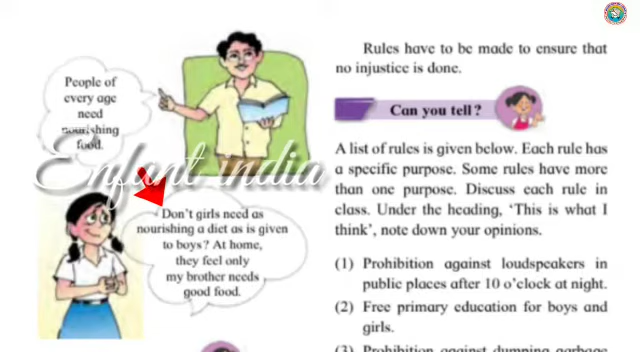 People of
every age
need
nourishing
food.
Enfant india
Don't girls need as
nourishing a diet as is given
to boys? At home,
they feel only
my brother needs
good food.
Rules have to be made to ensure that
no injustice is done.
Can you tell?
A list of rules is given below. Each rule has
a specific purpose. Some rules have more
than one purpose. Discuss each rule in
class. Under the heading, 'This is what I
think', note down your opinions.
(1) Prohibition against loudspeakers in
public places after 10 o'clock at night.
(2) Free primary education for boys and
girls.
(3) Prohibition against dumping garbage